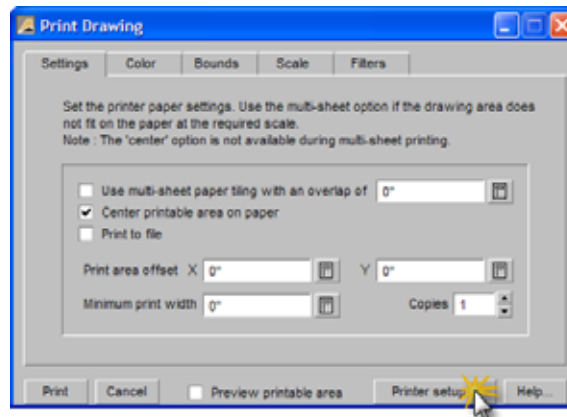 Print Drawing
Settings Color Bounds Scale Filters
Set the printer paper settings. Use the multi-sheet option if the drawing area does
not fit on the paper at the required scale.
Note : The 'center' option is not available during multi-sheet printing.
Use multi-sheet paper tiling with an overlap of 0"
Center printable area on paper
Print to file
Print area offset X 0" Y 0"
Minimum print width 0" Copies 1
Print Cancel Preview printable area Printer setup Help...